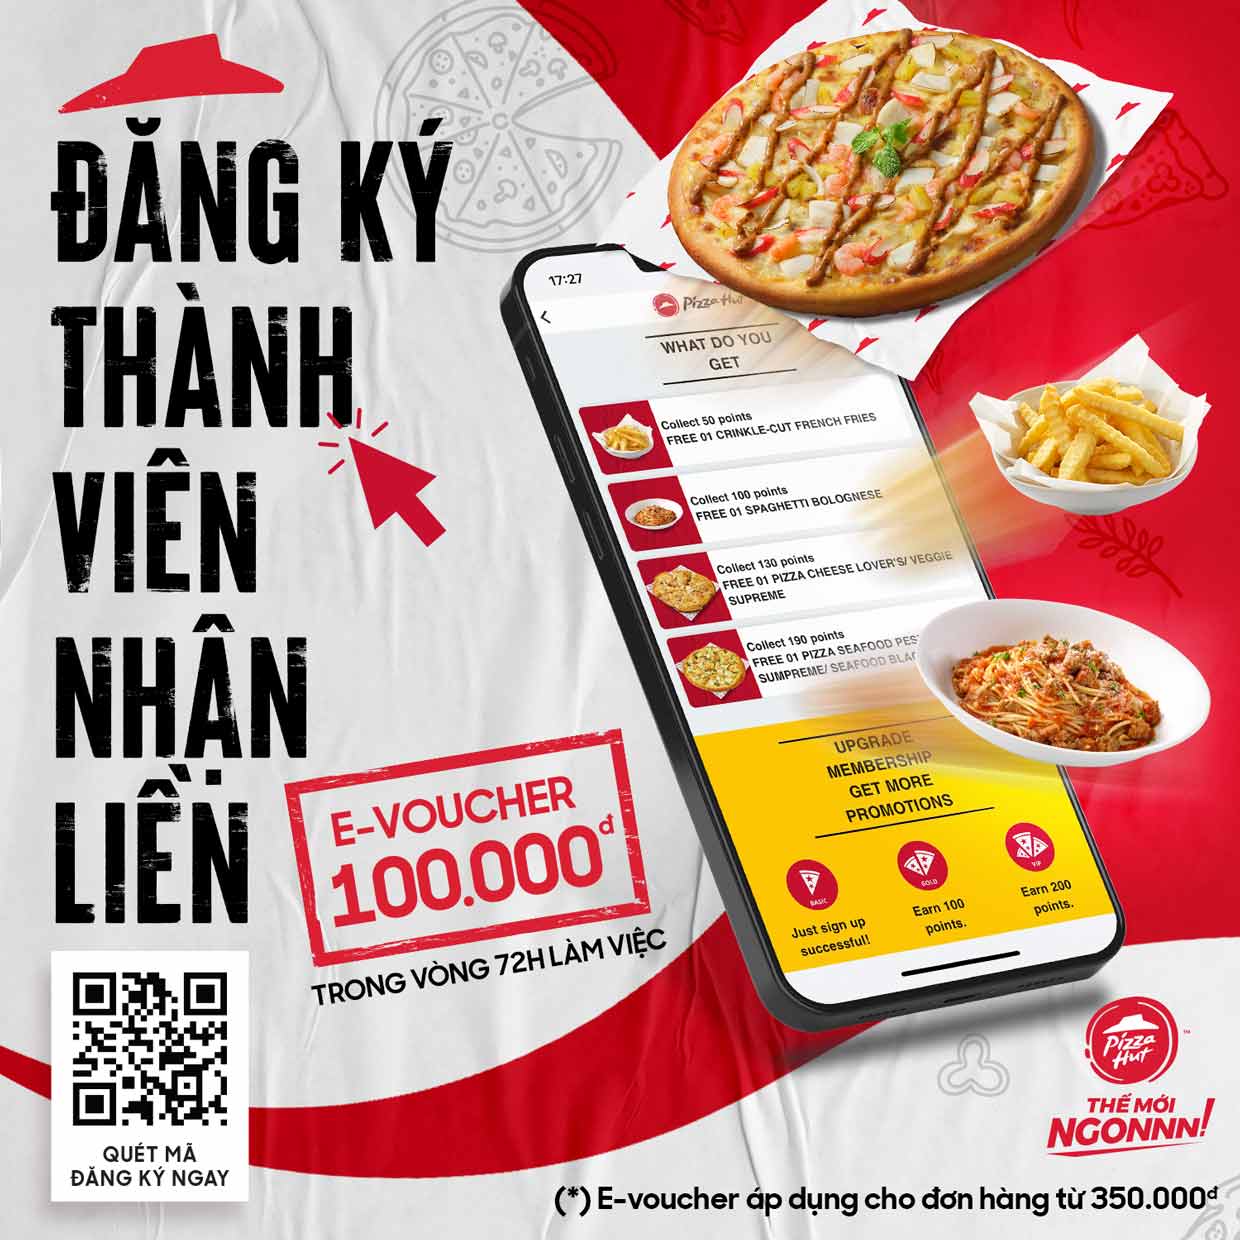 ĐĂNG KÝ
THÀNH
VIÊN
NHẬN
LIỀN
E-VOUCHER
100.000đ
TRONG VÒNG 72H LÀM VIỆC
QUÉT MÃ
ĐĂNG KÝ NGAY
17:27
Pizza Hut
WHAT DO YOU
GET
Collect 50 points
FREE 01 CRINKLE-CUT FRENCH FRIES
Collect 100 points
FREE 01 SPAGHETTI BOLOGNESE
Collect 130 points
FREE 01 PIZZA CHEESE LOVER'S/ VEGGIE
SUPREME
Collect 190 points
FREE 01 PIZZA SEAFOOD
SUMPREME/ SEAFOOD
UPGRADE
MEMBERSHIP
GET MORE
PROMOTIONS
BASIC
Just sign up
successful!
GOLD
Earn 100
points.
VIP
Earn 200
points.
Pizza
Hut
™
THẾ MỚI
NGONNN!
(*) E-voucher áp dụng cho đơn hàng từ 350.000đ